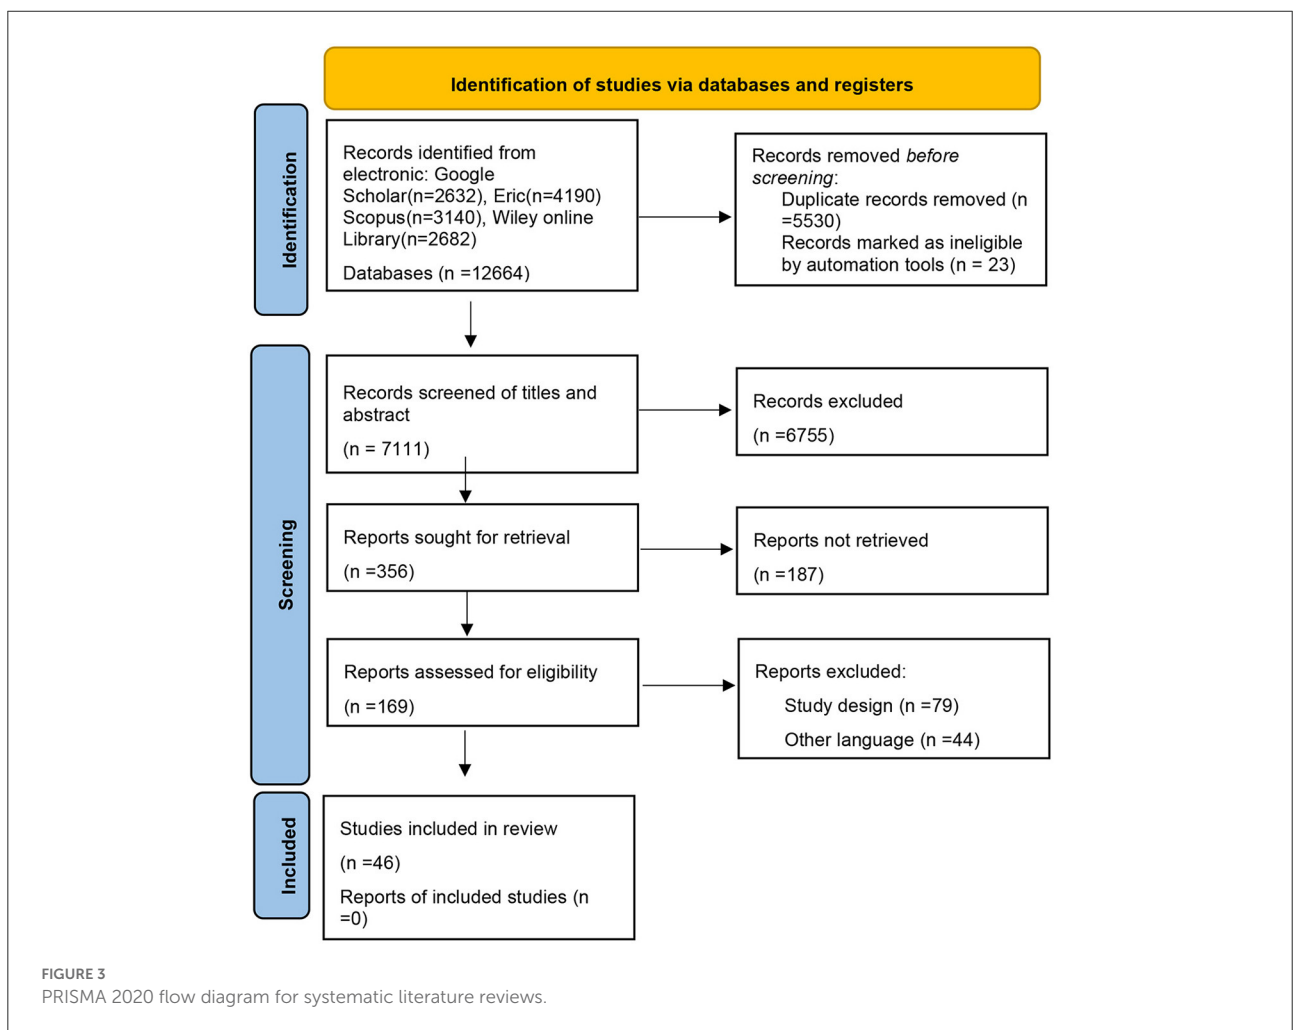 Identification of studies via databases and registers
Identification
Records identified from
electronic: Google
Scholar(n=2632), Eric(n=4190)
Scopus(n=3140), Wiley online
Library(n=2682)
Databases (n =12664)
Records removed before
screening:
Duplicate records removed (n
=5530)
Records marked as ineligible
by automation tools (n = 23)
Screening
Records screened of titles and
abstract
(n = 7111)
Records excluded
(n =6755)
Reports sought for retrieval
(n =356)
Reports not retrieved
(n =187)
Reports assessed for eligibility
(n =169)
Reports excluded:
Study design (n =79)
Other language (n =44)
Included
Studies included in review
(n =46)
Reports of included studies (n
=0)
FIGURE 3
PRISMA 2020 flow diagram for systematic literature reviews.